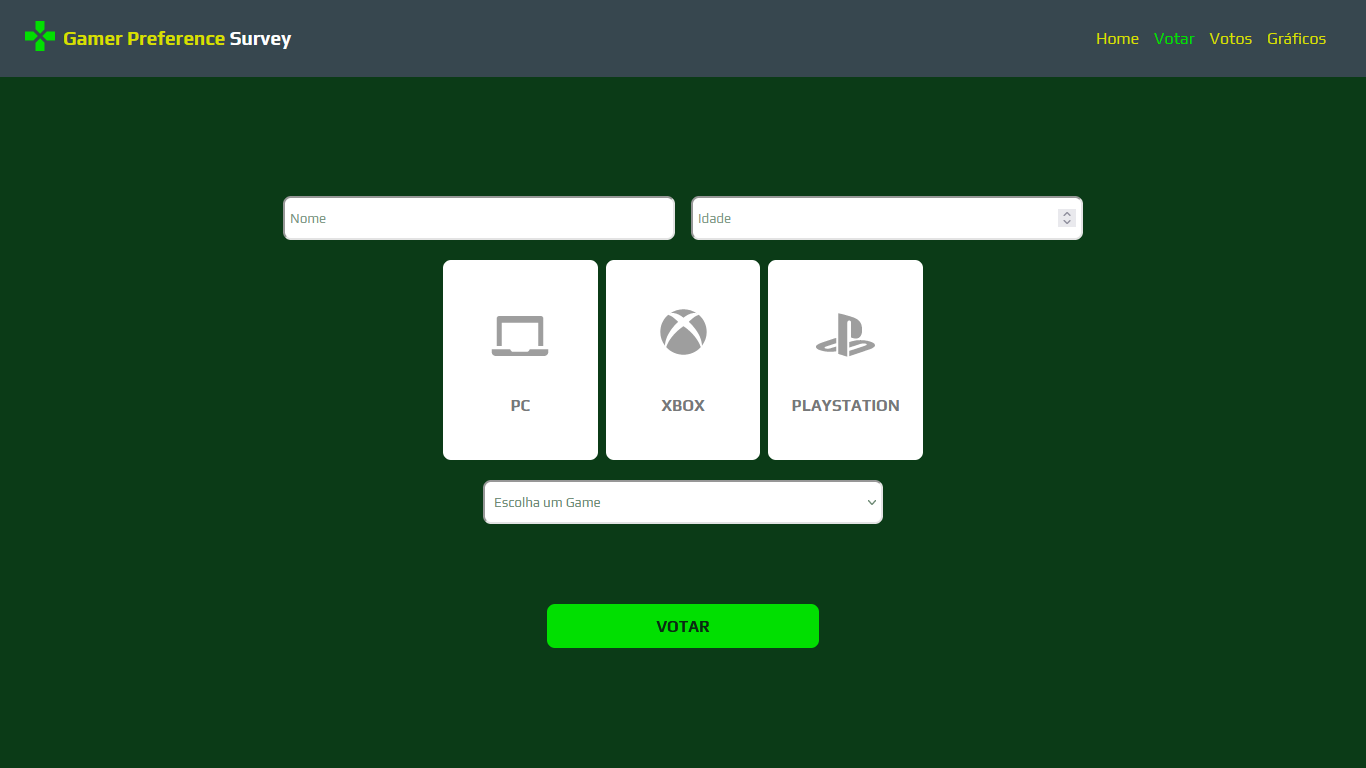 Gamer Preference Survey
Home Votar Votos Gráficos
Nome
Idade
PC
XBOX
PLAYSTATION
Escolha um Game
VOTAR